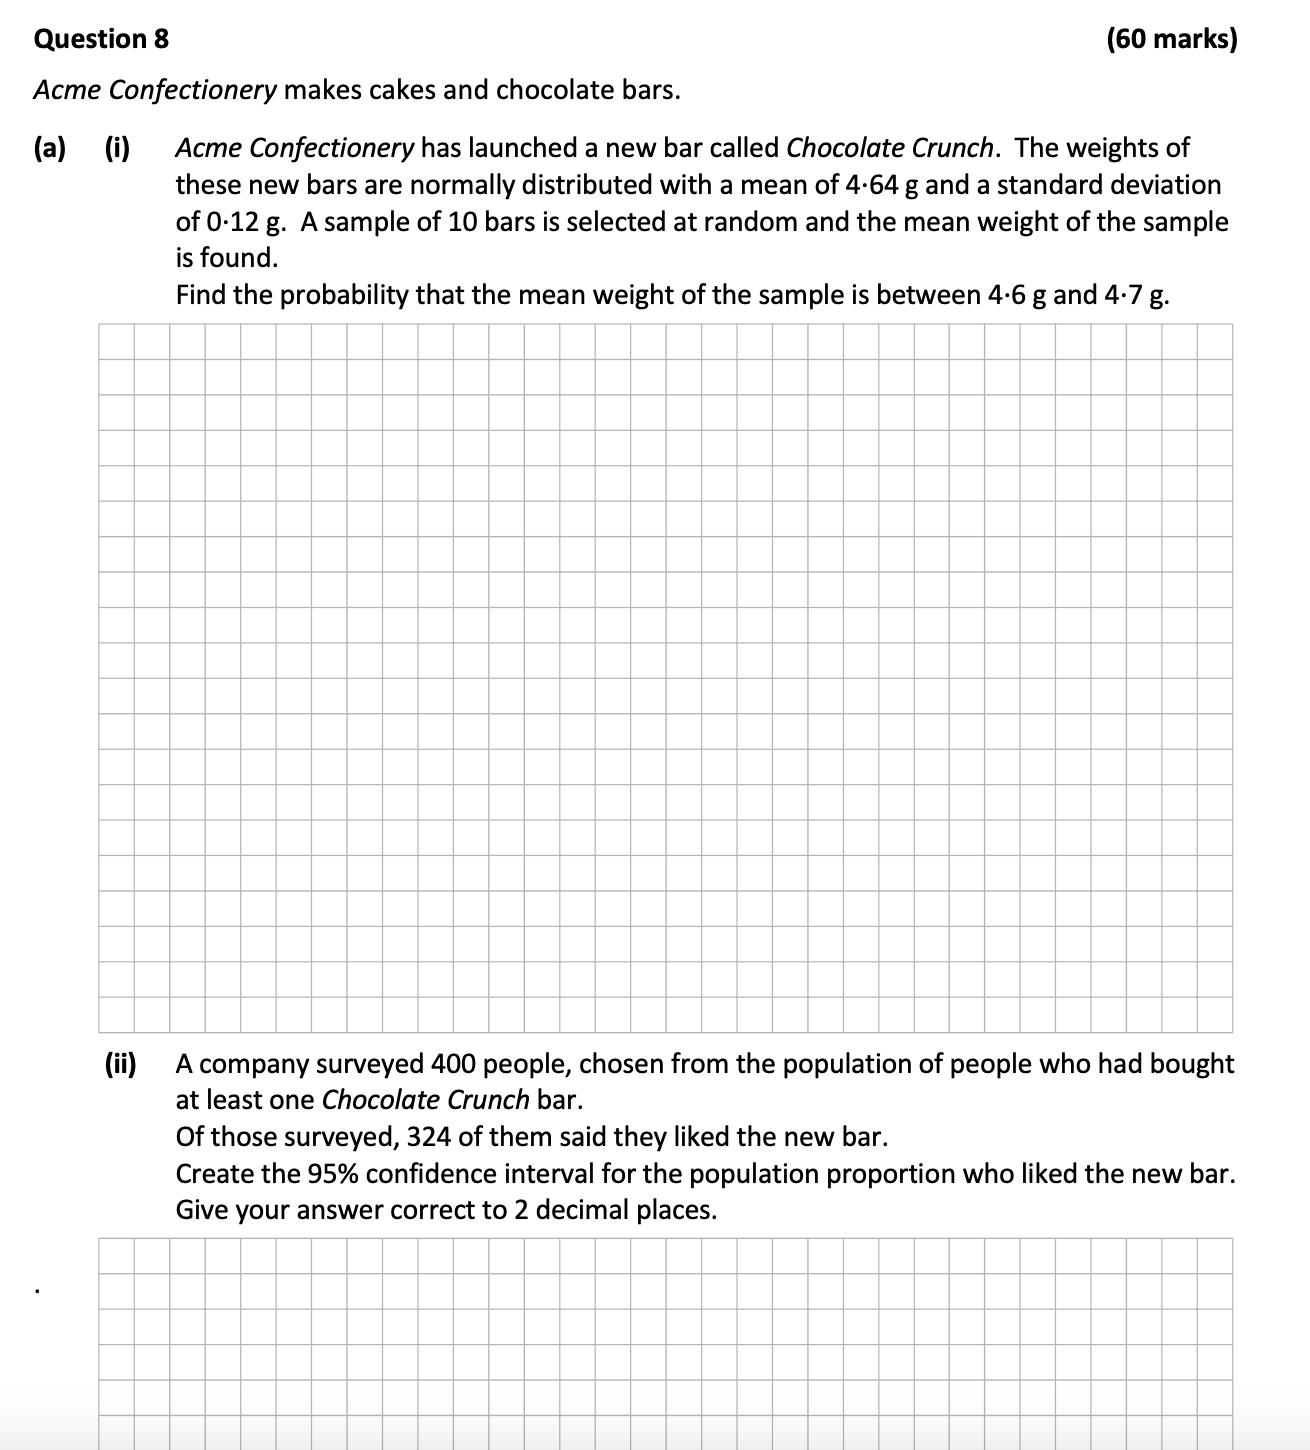 Question 8 (60 marks)
Acme Confectionery makes cakes and chocolate bars.
(a) (i) Acme Confectionery has launched a new bar called Chocolate Crunch. The weights of
these new bars are normally distributed with a mean of 4·64 g and a standard deviation
of 0·12 g. A sample of 10 bars is selected at random and the mean weight of the sample
is found.
Find the probability that the mean weight of the sample is between 4·6 g and 4·7 g.
(ii) A company surveyed 400 people, chosen from the population of people who had bought
at least one Chocolate Crunch bar.
Of those surveyed, 324 of them said they liked the new bar.
Create the 95% confidence interval for the population proportion who liked the new bar.
Give your answer correct to 2 decimal places.